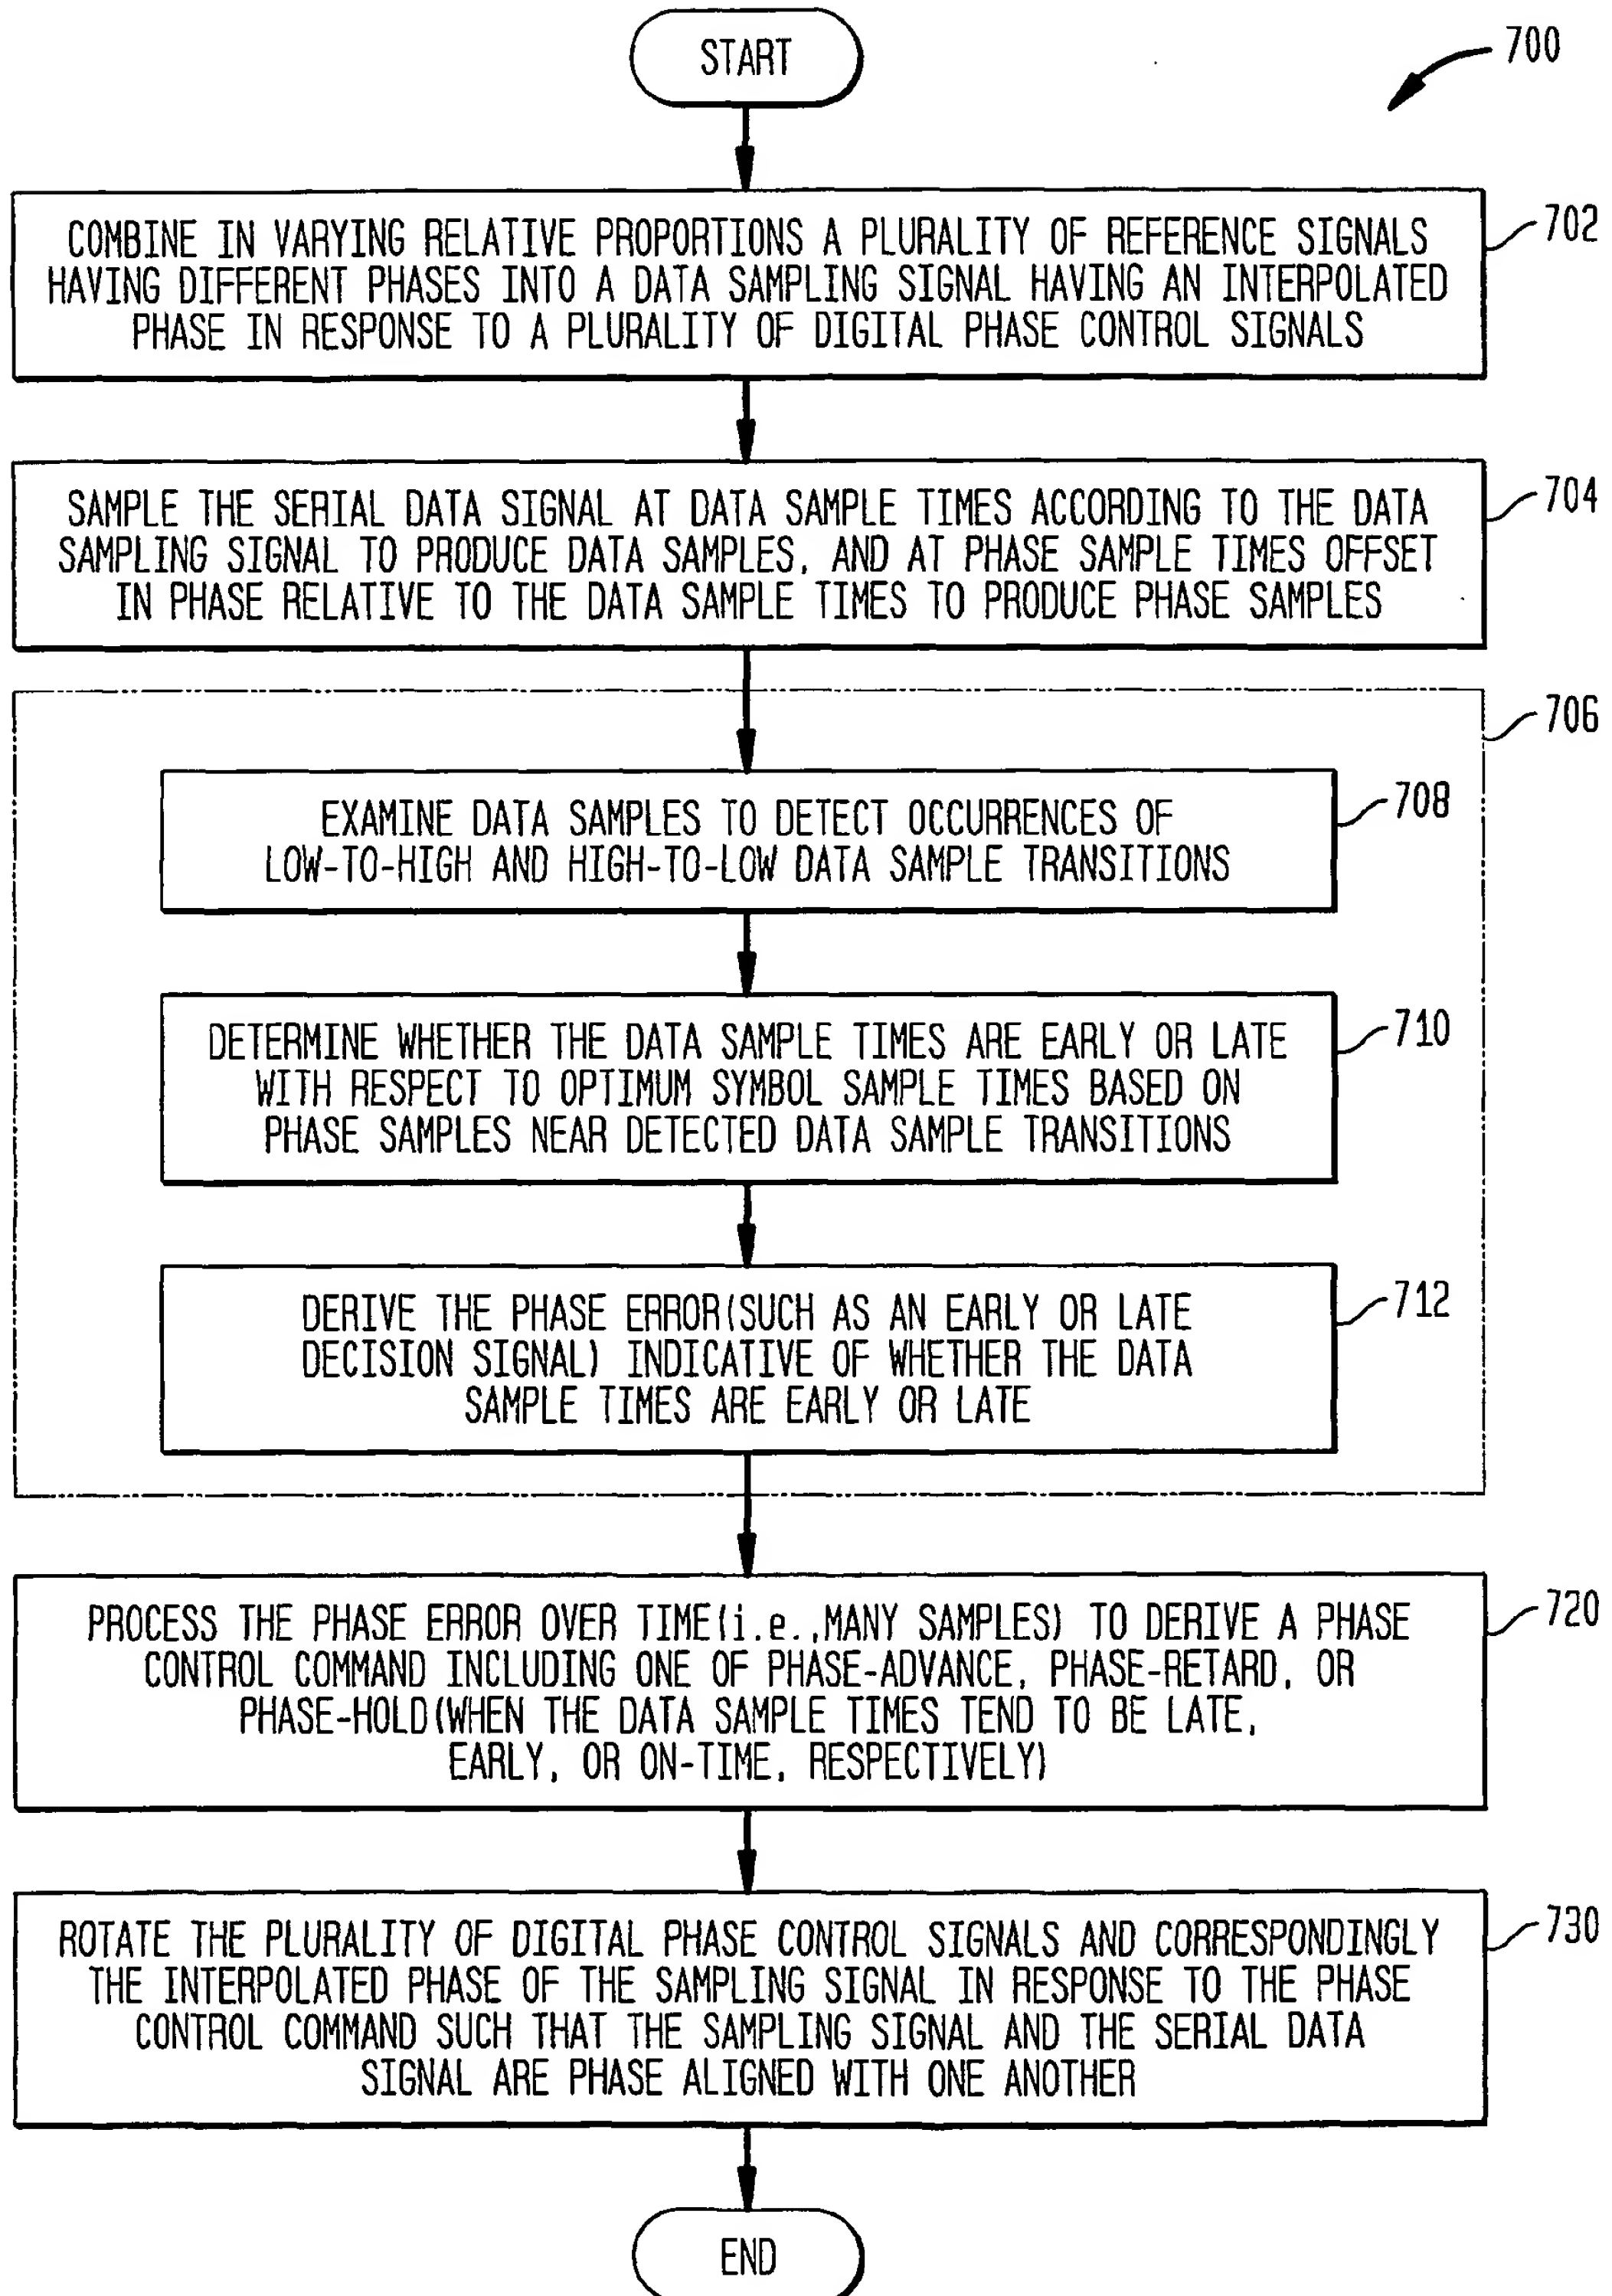 START
700
COMBINE IN VARYING RELATIVE PROPORTIONS A PLURALITY OF REFERENCE SIGNALS
HAVING DIFFERENT PHASES INTO A DATA SAMPLING SIGNAL HAVING AN INTERPOLATED
PHASE IN RESPONSE TO A PLURALITY OF DIGITAL PHASE CONTROL SIGNALS
702
SAMPLE THE SERIAL DATA SIGNAL AT DATA SAMPLE TIMES ACCORDING TO THE DATA
SAMPLING SIGNAL TO PRODUCE DATA SAMPLES, AND AT PHASE SAMPLE TIMES OFFSET
IN PHASE RELATIVE TO THE DATA SAMPLE TIMES TO PRODUCE PHASE SAMPLES
704
706
EXAMINE DATA SAMPLES TO DETECT OCCURRENCES OF
LOW-TO-HIGH AND HIGH-TO-LOW DATA SAMPLE TRANSITIONS
708
DETERMINE WHETHER THE DATA SAMPLE TIMES ARE EARLY OR LATE
WITH RESPECT TO OPTIMUM SYMBOL SAMPLE TIMES BASED ON
PHASE SAMPLES NEAR DETECTED DATA SAMPLE TRANSITIONS
710
DERIVE THE PHASE ERROR(SUCH AS AN EARLY OR LATE
DECISION SIGNAL) INDICATIVE OF WHETHER THE DATA
SAMPLE TIMES ARE EARLY OR LATE
712
PROCESS THE PHASE ERROR OVER TIME(i.e.,MANY SAMPLES) TO DERIVE A PHASE
CONTROL COMMAND INCLUDING ONE OF PHASE-ADVANCE, PHASE-RETARD, OR
PHASE-HOLD(WHEN THE DATA SAMPLE TIMES TEND TO BE LATE,
EARLY, OR ON-TIME, RESPECTIVELY)
720
ROTATE THE PLURALITY OF DIGITAL PHASE CONTROL SIGNALS AND CORRESPONDINGLY
THE INTERPOLATED PHASE OF THE SAMPLING SIGNAL IN RESPONSE TO THE PHASE
CONTROL COMMAND SUCH THAT THE SAMPLING SIGNAL AND THE SERIAL DATA
SIGNAL ARE PHASE ALIGNED WITH ONE ANOTHER
730
END